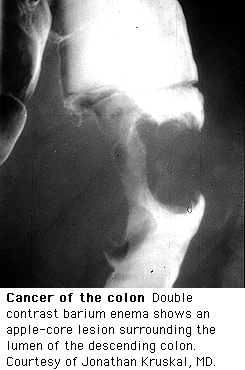 Cancer of the colon Double
contrast barium enema shows an
apple-core lesion surrounding the
lumen of the descending colon.
Courtesy of Jonathan Kruskal, MD.